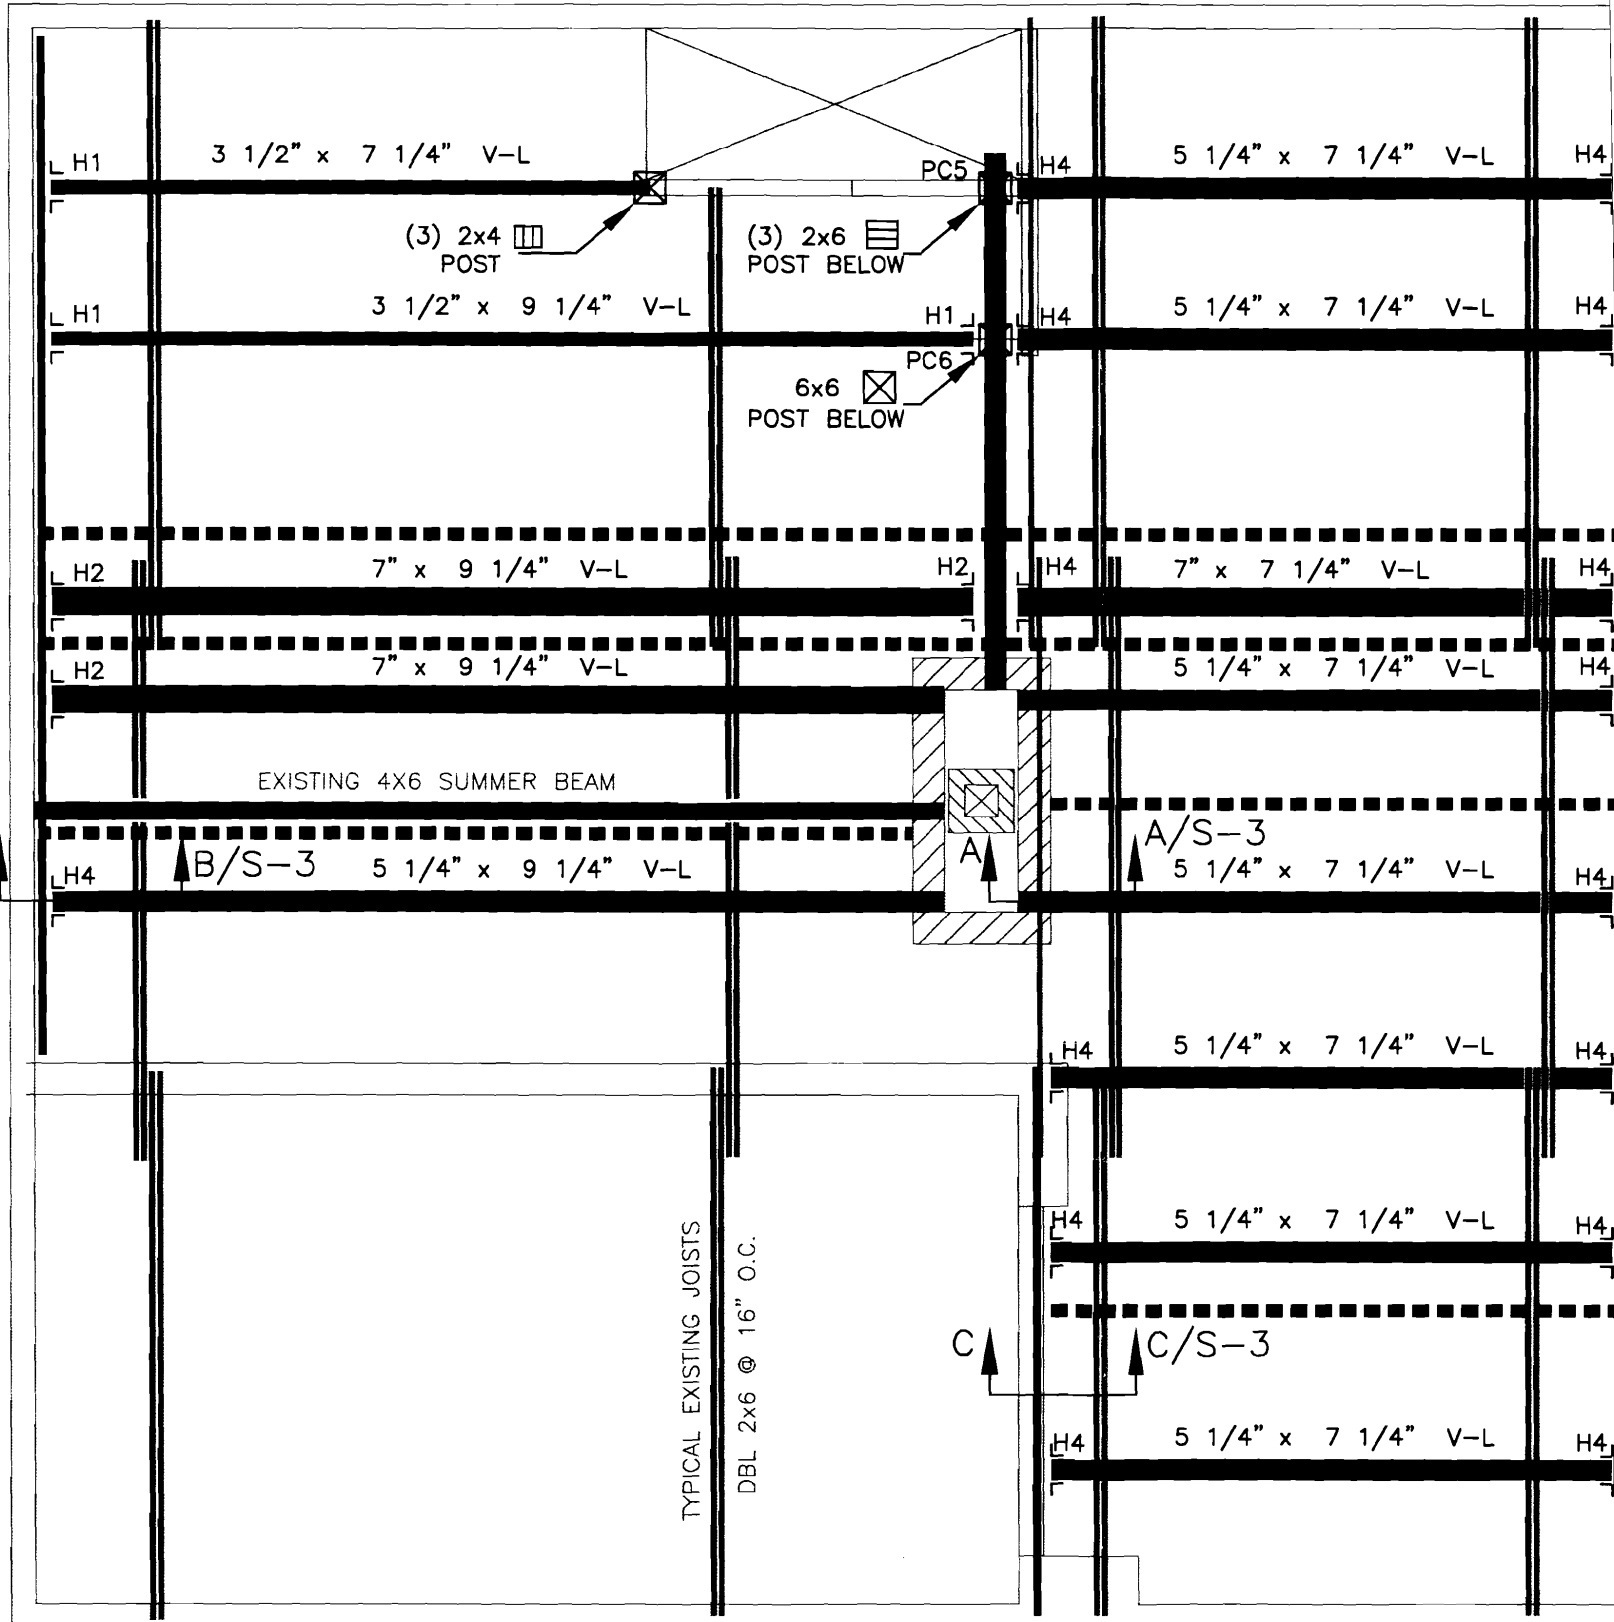 H1 3 1/2" x 7 1/4" V-L
PC5 H4 5 1/4" x 7 1/4" V-L H4
(3) 2x4
POST
(3) 2x6
POST BELOW
H1 3 1/2" x 9 1/4" V-L H1
H4 5 1/4" x 7 1/4" V-L H4
PC6
6x6
POST BELOW
H2 7" x 9 1/4" V-L H2
H4 7" x 7 1/4" V-L H4
H2 7" x 9 1/4" V-L
5 1/4" x 7 1/4" V-L H4
EXISTING 4X6 SUMMER BEAM
B/S-3
A
A/S-3
H4 5 1/4" x 9 1/4" V-L
5 1/4" x 7 1/4" V-L H4
H4 5 1/4" x 7 1/4" V-L H4
H4 5 1/4" x 7 1/4" V-L H4
TYPICAL EXISTING JOISTS
DBL 2x6 @ 16" O.C.
C
C/S-3
H4 5 1/4" x 7 1/4" V-L H4